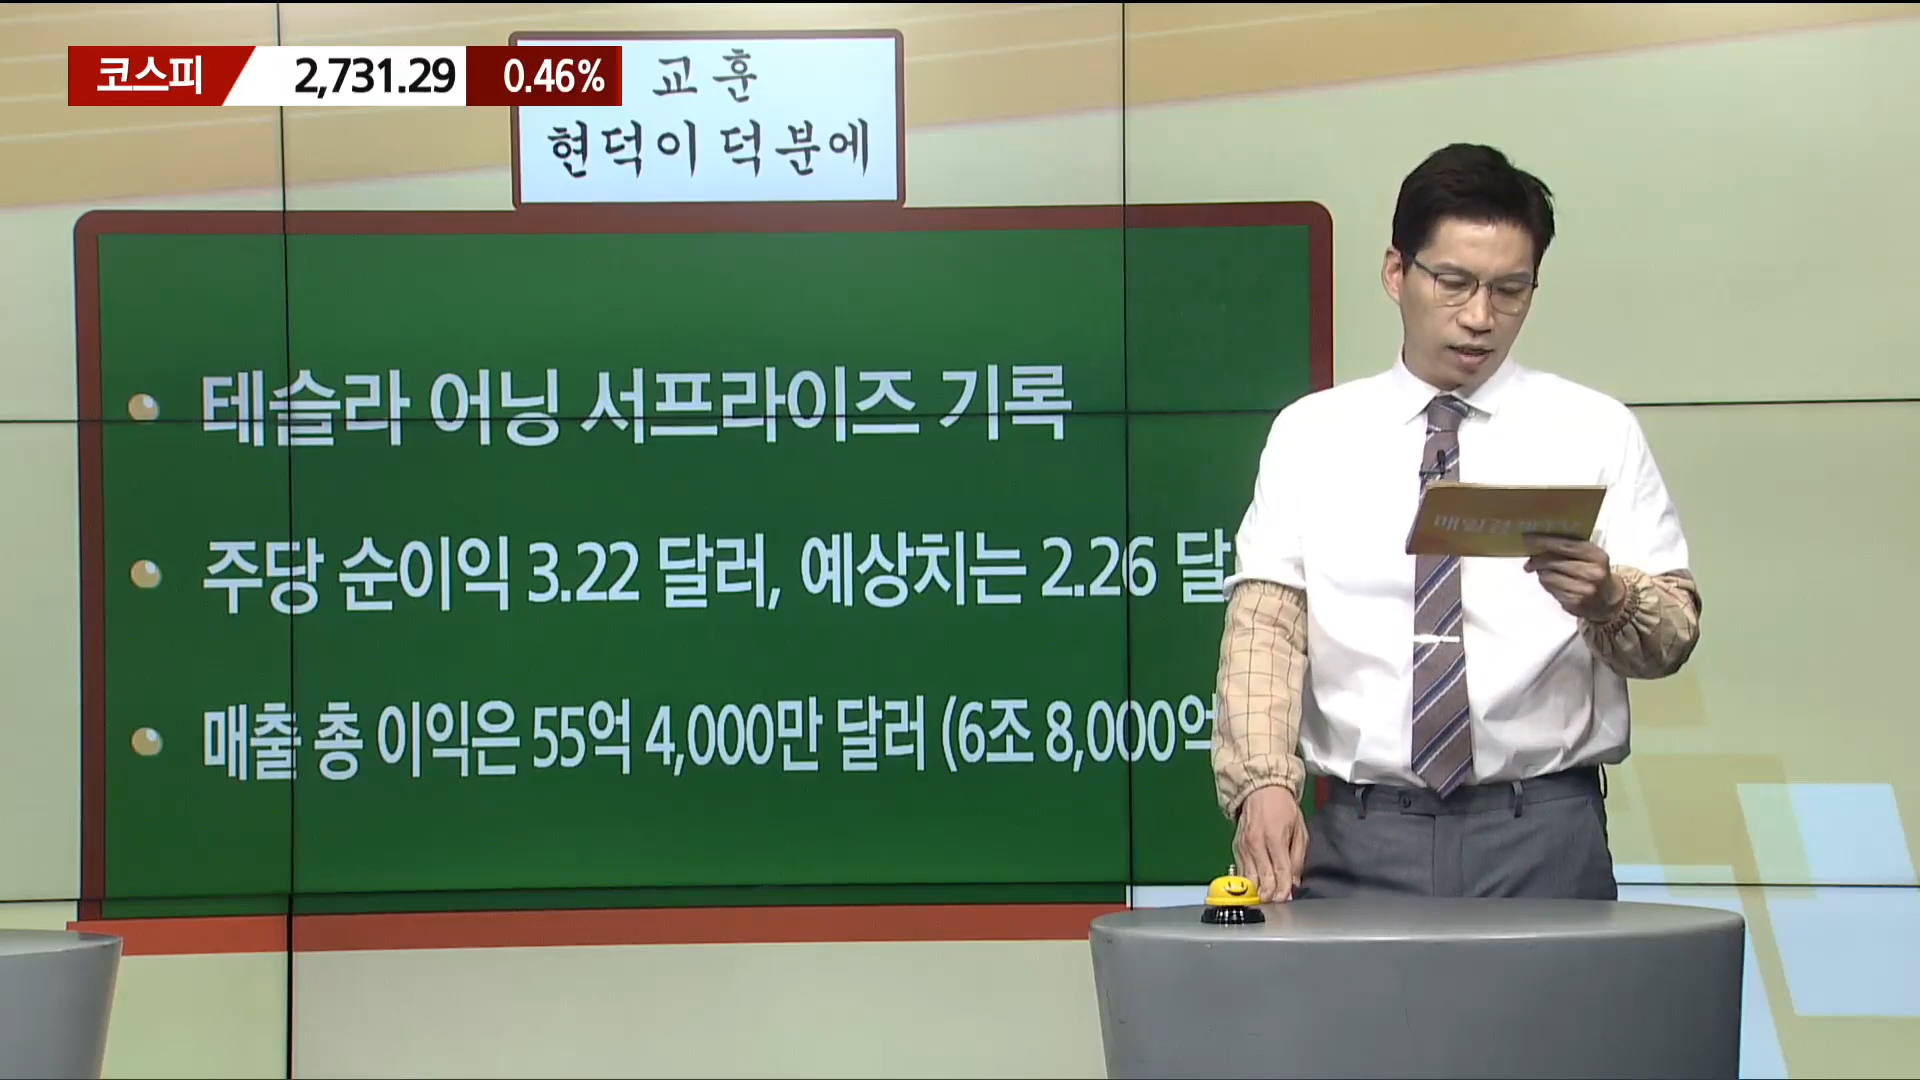 코스피 2,731.29 0.46%
교훈
현덕이 덕분에
테슬라 어닝 서프라이즈 기록
주당 순이익 3.22 달러, 예상치는 2.26 달
매출 총 이익은 55억 4,000만 달러 (6조 8,000억